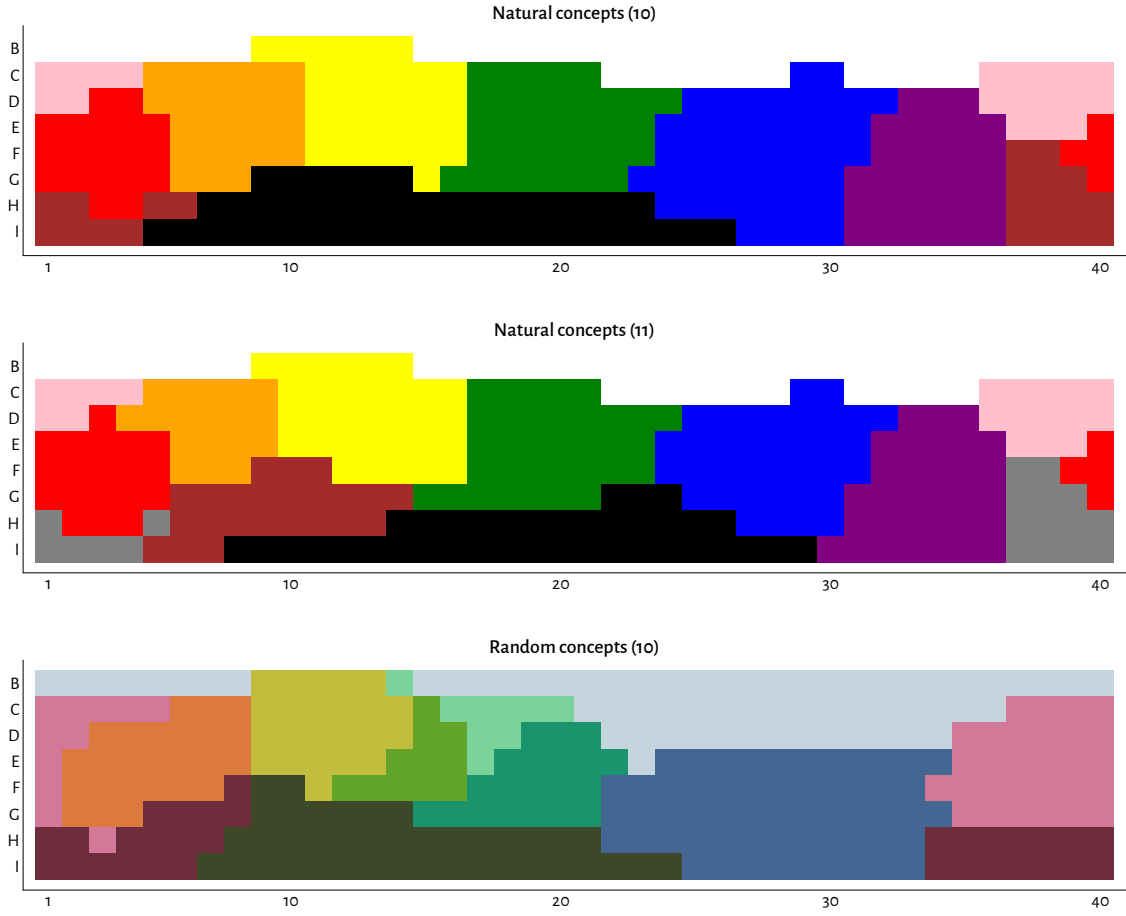 Natural concepts (10)
B
C
D
E
F
G
H
I
1 10 20 30 40
Natural concepts (11)
B
C
D
E
F
G
H
I
1 10 20 30 40
Random concepts (10)
B
C
D
E
F
G
H
I
1 10 20 30 40